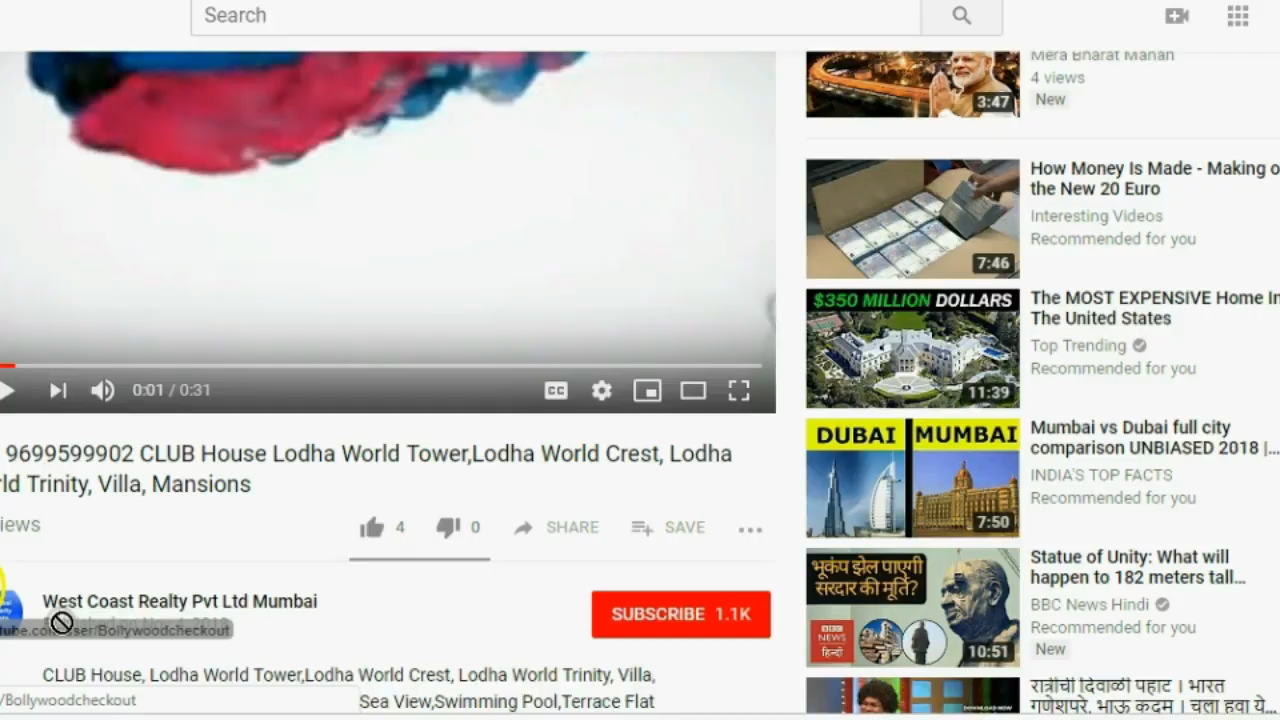 Search
0:01 / 0:31
CC
9699599902 CLUB House Lodha World Tower,Lodha World Crest, Lodha
ld Trinity, Villa, Mansions
iews
4
0
SHARE
SAVE
West Coast Realty Pvt Ltd Mumbai
SUBSCRIBE 1.1K
tube.com/user/Bollywoodcheckout
CLUB House, Lodha World Tower,Lodha World Crest, Lodha World Trinity, Villa,
/Bollywoodcheckout
Sea View,Swimming Pool,Terrace Flat
Mera Bharat Mahan
4 views
New
3:47
How Money Is Made - Making o
the New 20 Euro
Interesting Videos
Recommended for you
7:46
$350 MILLION DOLLARS
11:39
The MOST EXPENSIVE Home In
The United States
Top Trending
Recommended for you
DUBAI MUMBAI
7:50
Mumbai vs Dubai full city
comparison UNBIASED 2018 |...
INDIA'S TOP FACTS
Recommended for you
भूकंप झेल पाएगी
सरदार की मूर्ति?
BBC
NEWS
हिन्दी
10:51
Statue of Unity: What will
happen to 182 meters tall...
BBC News Hindi
Recommended for you
New
DOWNLOAD NOW
रात्रीची दिवाळी पहाट । भारत
गणेशपुरे, भाऊ कदम । चला हवा ये...